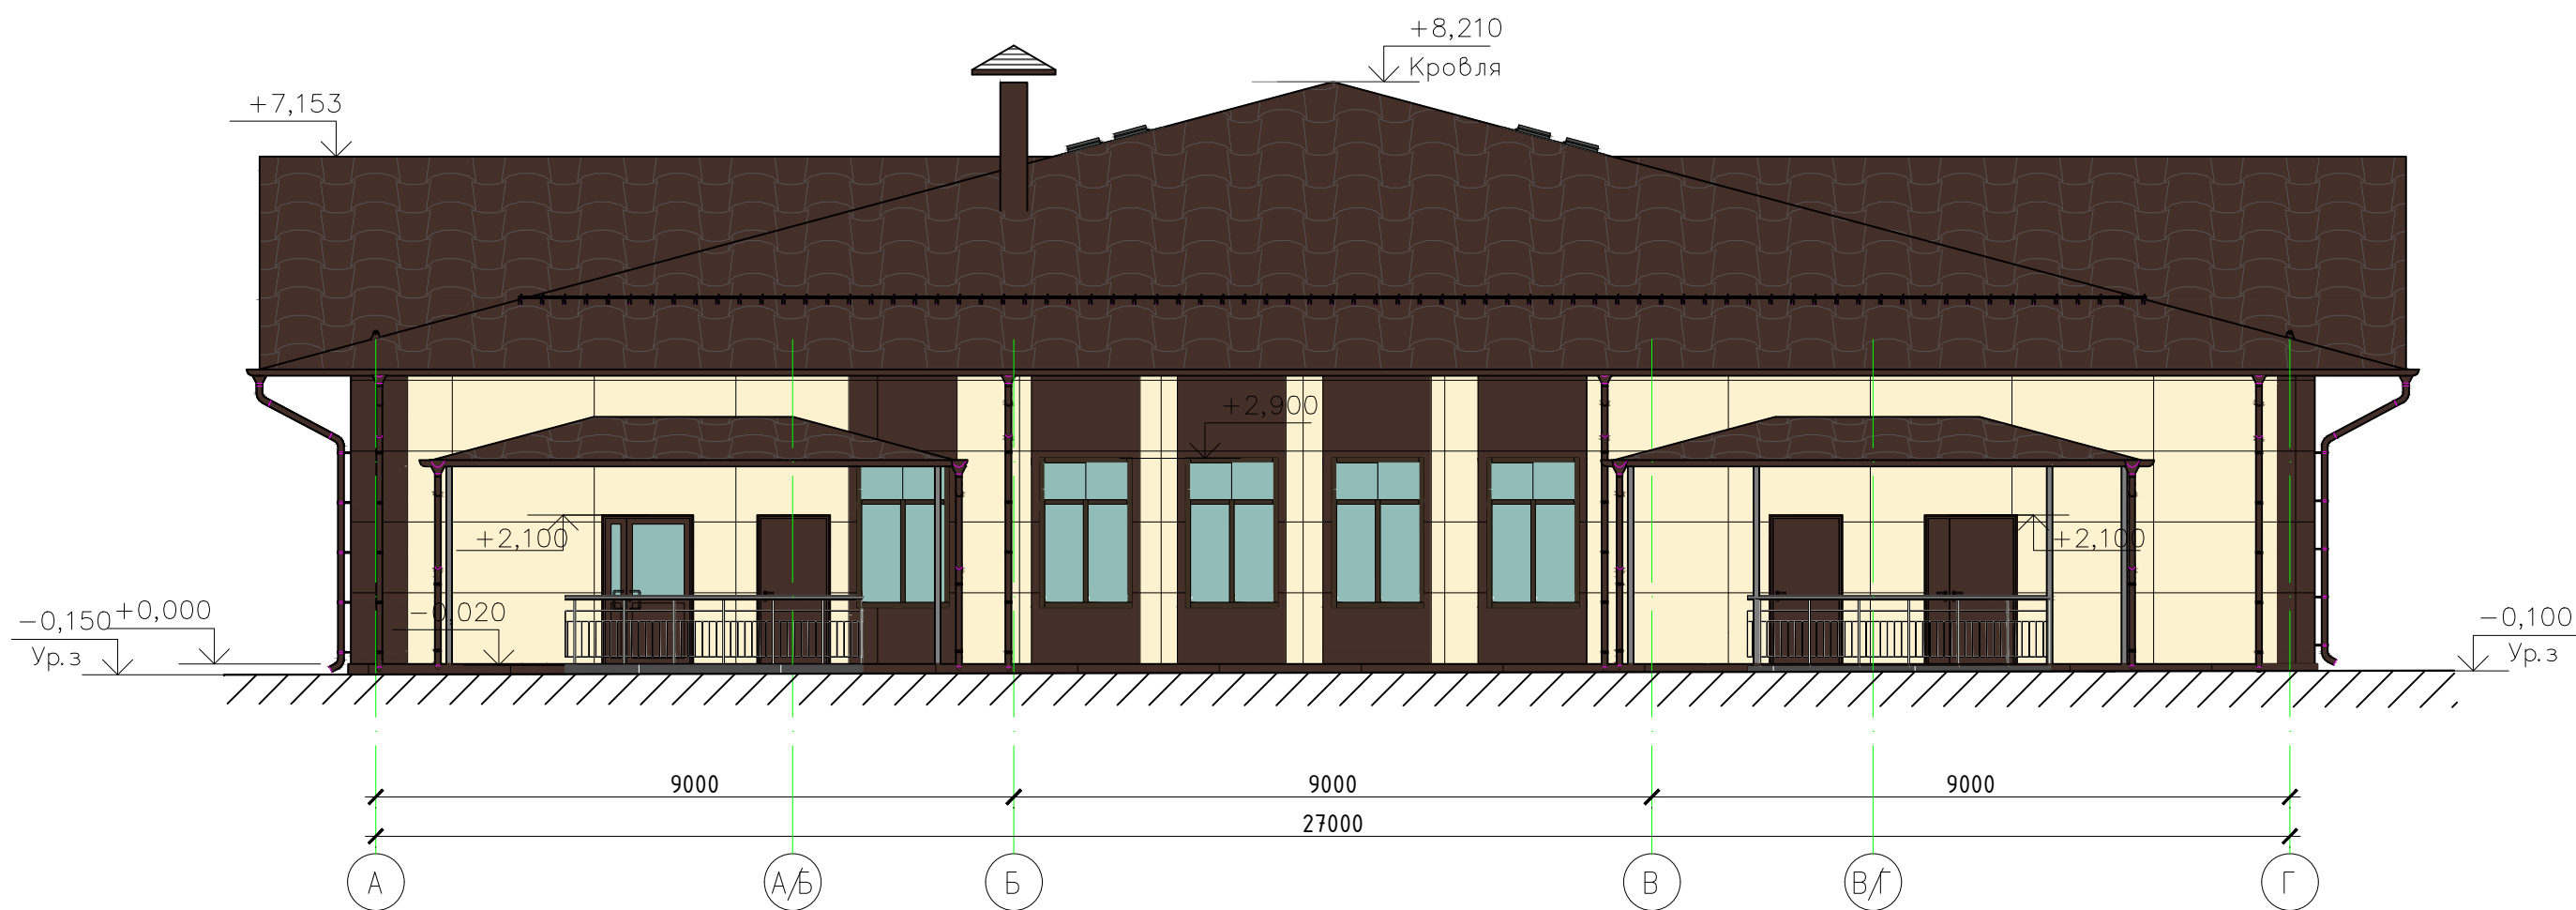 +8,210
Кровля
+7,153
+2,900
+2,100
+2,100
-0,020
-0,150
Ур.з
+0,000
-0,100
Ур.з
9000
9000
9000
27000
А
А/Б
Б
В
В/Г
Г